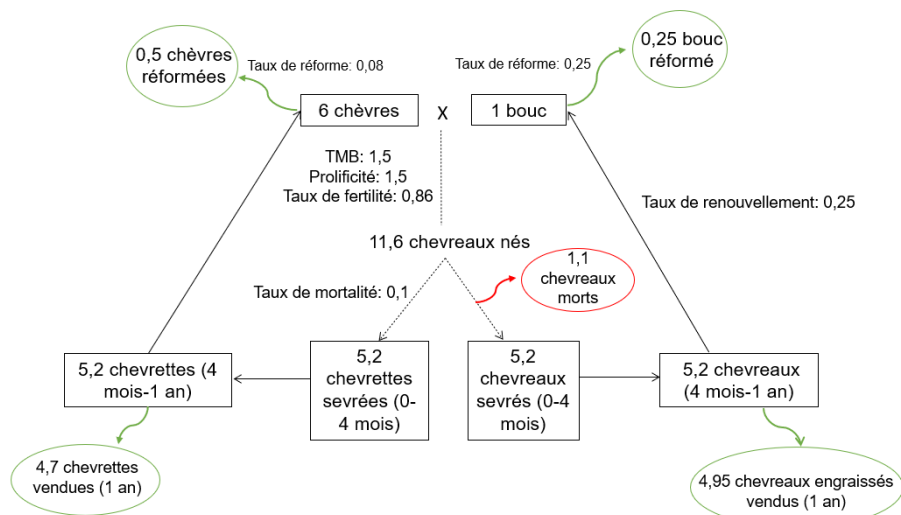 0,5 chèvres
réformées
Taux de réforme: 0,08
Taux de réforme: 0,25
0,25 bouc
réformé
6 chèvres
X
1 bouc
TMB: 1,5
Prolificité: 1,5
Taux de fertilité: 0,86
Taux de renouvellement: 0,25
11,6 chevreaux nés
1,1
chevreaux
morts
Taux de mortalité: 0,1
5,2 chevrettes (4
mois-1 an)
5,2
chevrettes
sevrées (0-
4 mois)
5,2
chevreaux
sevrés (0-4
mois)
5,2 chevreaux
(4 mois-1 an)
4,7 chevrettes
vendues (1 an)
4,95 chevreaux engraissés
vendus (1 an)